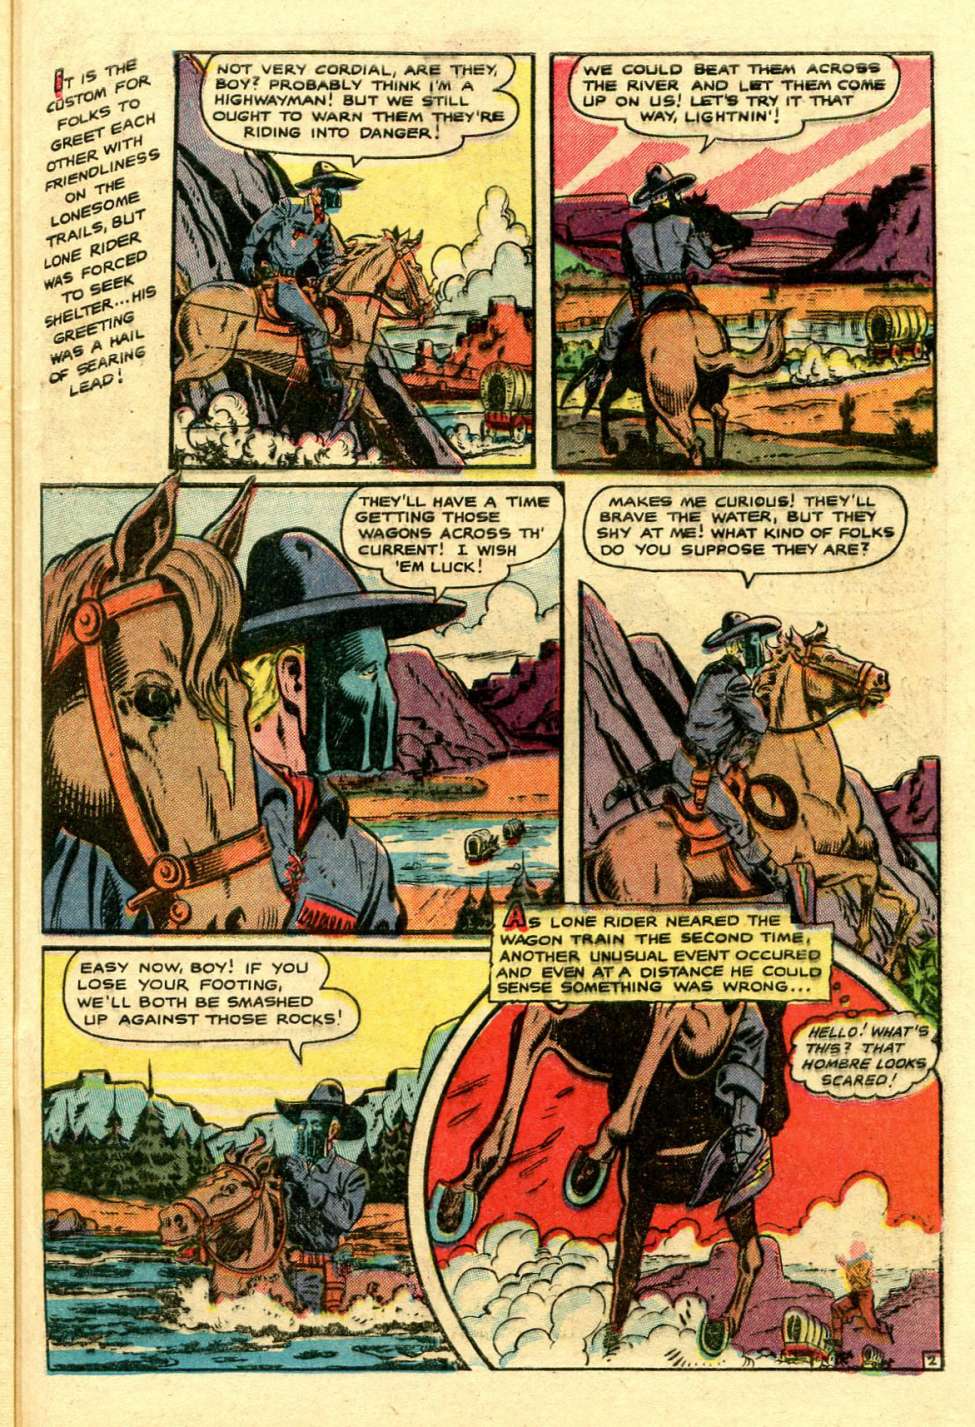 IT IS THE
CUSTOM FOR
FOLKS TO
GREET EACH
OTHER WITH
FRIENDLINESS
ON THE
LONESOME
TRAILS, BUT
LONE RIDER
WAS FORCED
TO SEEK
SHELTER... HIS
GREETING
WAS A HAIL
OF SEARING
LEAD!
NOT VERY CORDIAL, ARE THEY,
BOY? PROBABLY THINK I'M A
HIGHWAYMAN! BUT WE STILL
OUGHT TO WARN THEM THEY'RE
RIDING INTO DANGER!
WE COULD BEAT THEM ACROSS
THE RIVER AND LET THEM COME
UP ON US! LET'S TRY IT THAT
WAY, LIGHTNIN'!
THEY'LL HAVE A TIME
GETTING THOSE
WAGONS ACROSS TH'
CURRENT! I WISH
'EM LUCK!
MAKES ME CURIOUS! THEY'LL
BRAVE THE WATER, BUT THEY
SHY AT ME! WHAT KIND OF FOLKS
DO YOU SUPPOSE THEY ARE?
EASY NOW, BOY! IF YOU
LOSE YOUR FOOTING,
WE'LL BOTH BE SMASHED
UP AGAINST THOSE ROCKS!
AS LONE RIDER NEARED THE
WAGON TRAIN THE SECOND TIME,
ANOTHER UNUSUAL EVENT OCCURED
AND EVEN AT A DISTANCE HE COULD
SENSE SOMETHING WAS WRONG...
HELLO! WHAT'S
THIS? THAT
HOMBRE LOOKS
SCARED!
2